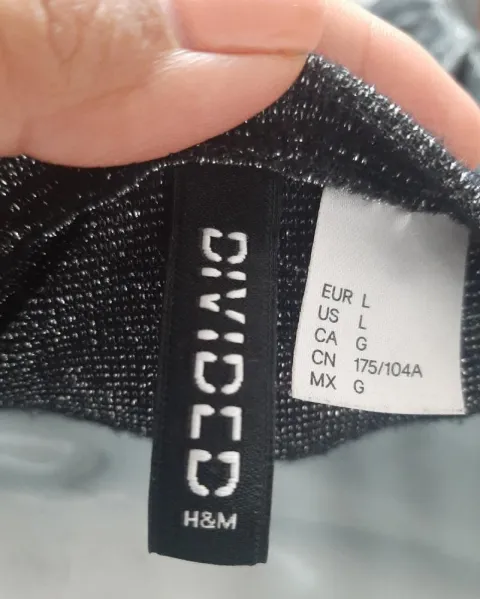 DIVIDED
H&M
EUR L
US L
CA G
CN 175/104A
MX G